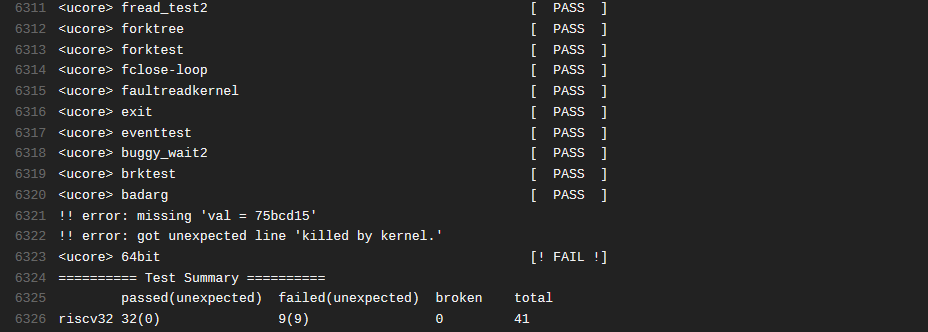 6311 <ucore> fread_test2 [ PASS ]
6312 <ucore> forktree [ PASS ]
6313 <ucore> forktest [ PASS ]
6314 <ucore> fclose-loop [ PASS ]
6315 <ucore> faultreadkernel [ PASS ]
6316 <ucore> exit [ PASS ]
6317 <ucore> eventtest [ PASS ]
6318 <ucore> buggy_wait2 [ PASS ]
6319 <ucore> brktest [ PASS ]
6320 <ucore> badarg [ PASS ]
6321 !! error: missing 'val = 75bcd15'
6322 !! error: got unexpected line 'killed by kernel.'
6323 <ucore> 64bit [! FAIL !]
6324 ========== Test Summary ==========
6325 passed(unexpected) failed(unexpected) broken total
6326 riscv32 32(0) 9(9) 0 41